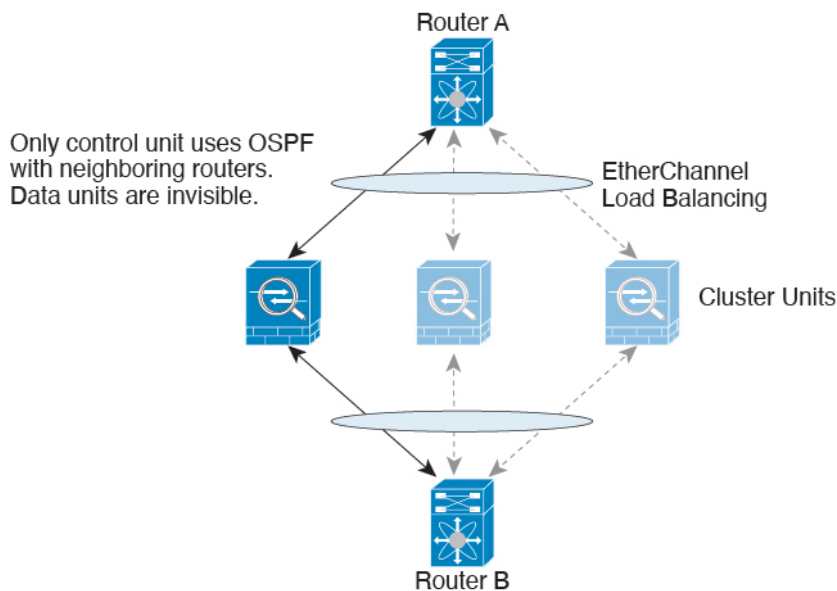 Router A
Only control unit uses OSPF
with neighboring routers.
Data units are invisible.
EtherChannel
Load Balancing
Cluster Units
Router B